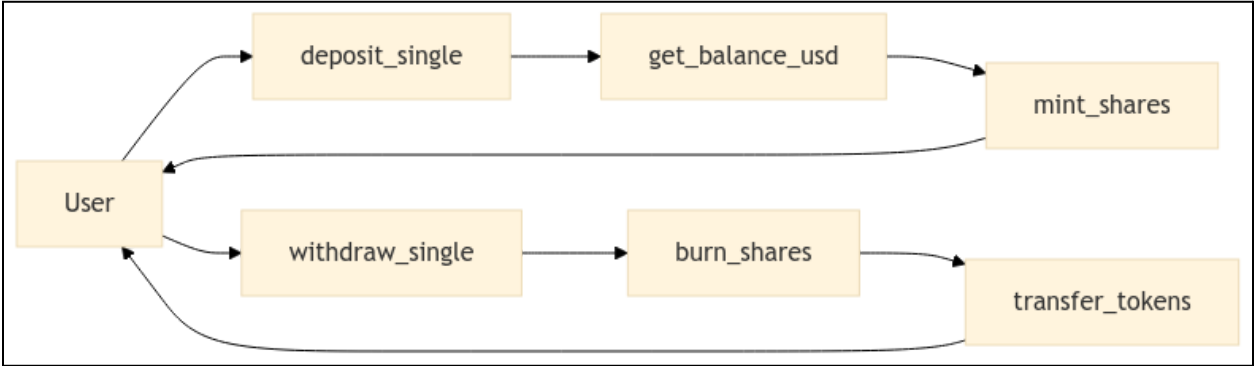 deposit_single
get_balance_usd
mint_shares
User
withdraw_single
burn_shares
transfer_tokens